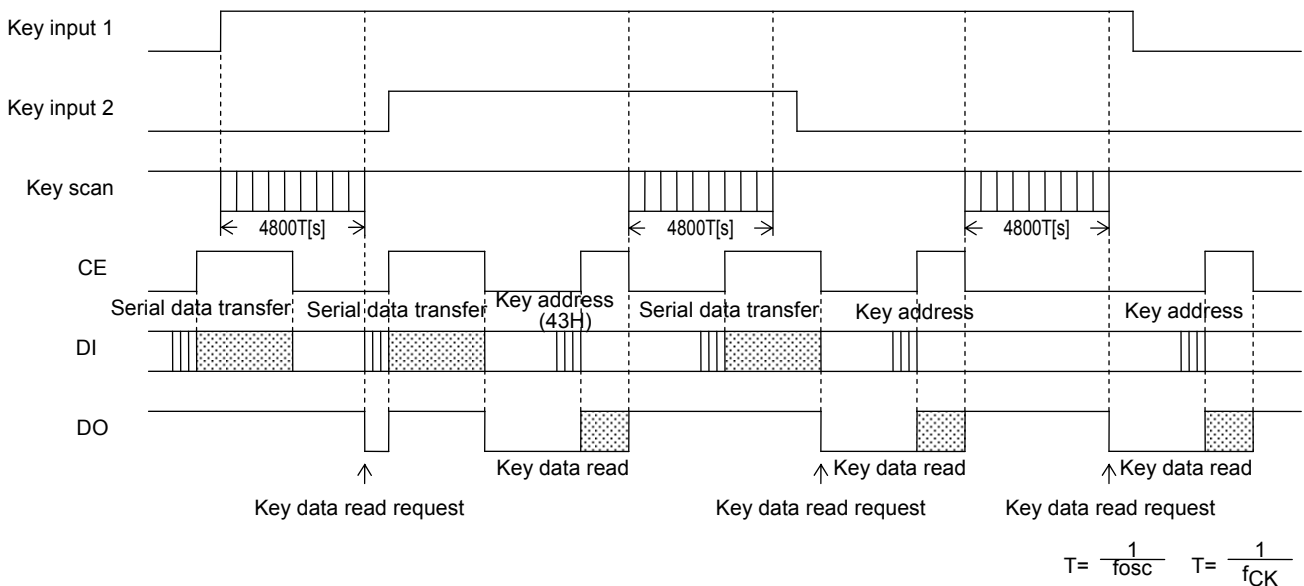 Key input 1
Key input 2
Key scan
4800T[s] 4800T[s] 4800T[s]
CE
Serial data transfer Serial data transfer Key address (43H) Serial data transfer Key address Key address
DI
DO
Key data read Key data read Key data read
Key data read request Key data read request Key data read request
T= 1/fosc T= 1/fCK